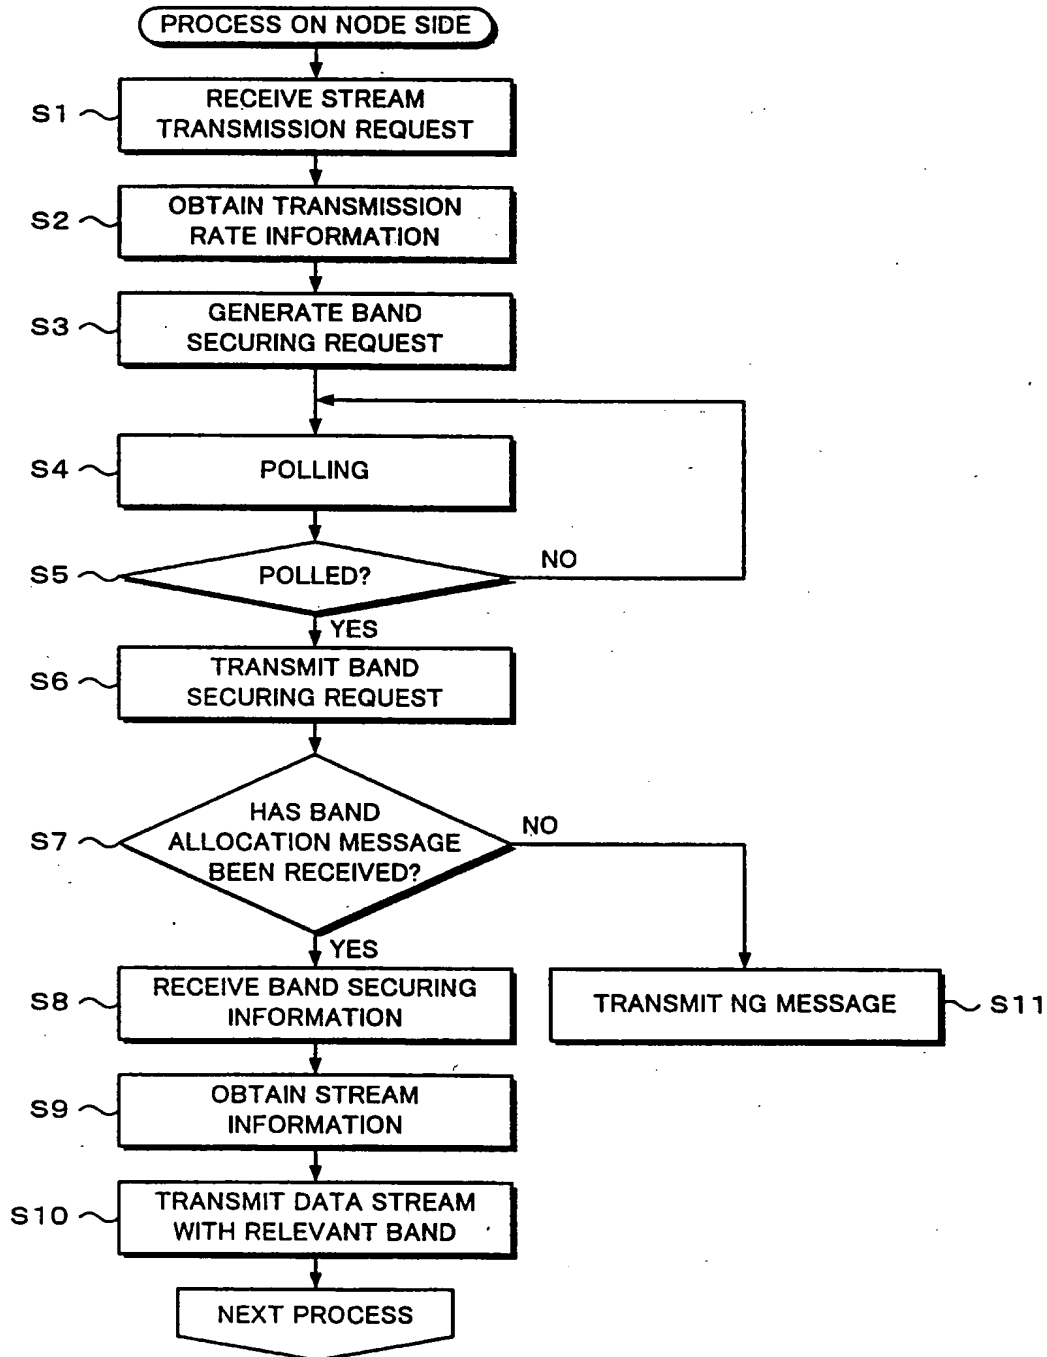 PROCESS ON NODE SIDE
S1
RECEIVE STREAM
TRANSMISSION REQUEST
S2
OBTAIN TRANSMISSION
RATE INFORMATION
S3
GENERATE BAND
SECURING REQUEST
S4
POLLING
S5
POLLED?
NO
YES
S6
TRANSMIT BAND
SECURING REQUEST
S7
HAS BAND
ALLOCATION MESSAGE
BEEN RECEIVED?
NO
YES
S8
RECEIVE BAND SECURING
INFORMATION
TRANSMIT NG MESSAGE
S11
S9
OBTAIN STREAM
INFORMATION
S10
TRANSMIT DATA STREAM
WITH RELEVANT BAND
NEXT PROCESS